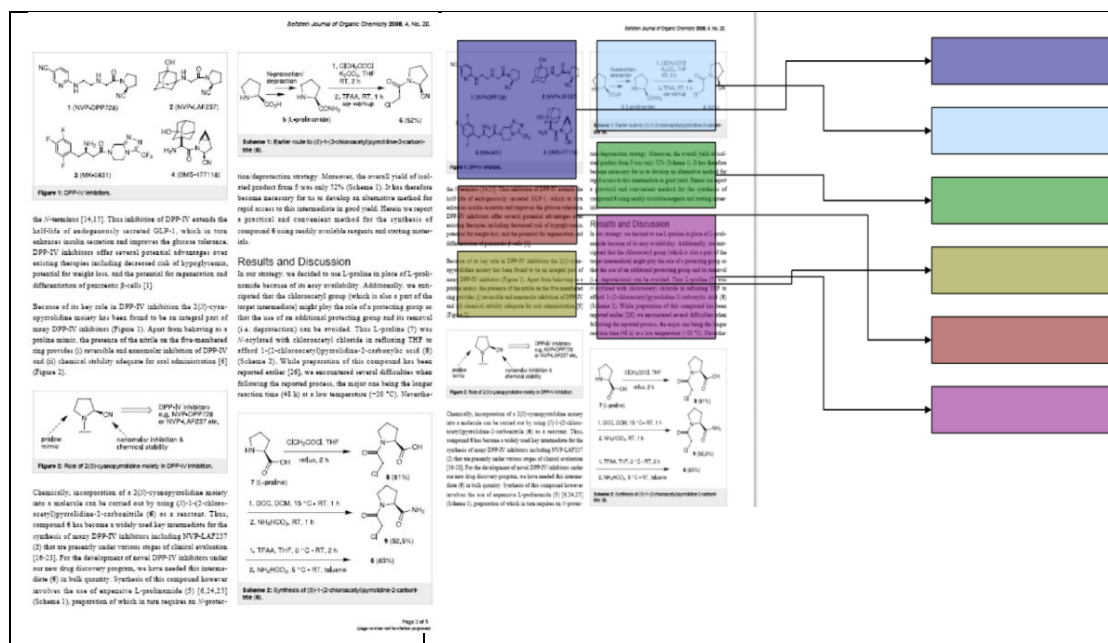 Beilstein Journal of Organic Chemistry 2008, 4, No. 20.
1 (NVP-DPP728)
2 (NVP-LAF237)
3 (MK-0431)
4 (BMS-477118)
Figure 1: DPP-IV inhibitors.
the N-terminus [14,15]. Thus inhibition of DPP-IV extends the
half-life of endogenously secreted GLP-1, which in turn
enhances insulin secretion and improves the glucose tolerance.
DPP-IV inhibitors offer several potential advantages over
existing therapies including decreased risk of hypoglycemia,
potential for weight loss, and the potential for regeneration and
differentiation of pancreatic β-cells [1].
Because of its key role in DPP-IV inhibition the 2(S)-cyan-
opyrrolidine moiety has been found to be an integral part of
many DPP-IV inhibitors (Figure 1). Apart from behaving as a
proline mimic, the presence of the nitrile on the five-membered
ring provides (i) reversible and nanomolar inhibition of DPP-IV
and (ii) chemical stability adequate for oral administration [6]
(Figure 2).
proline
mimic
CN
nanomolar inhibition &
chemical stability
DPP-IV inhibitors
e.g. NVP-DPP728
or NVP-LAF237 etc.
Figure 2: Role of 2(S)-cyanopyrrolidine moiety in DPP-IV inhibition.
Chemically, incorporation of a 2(S)-cyanopyrrolidine moiety
into a molecule can be carried out by using (S)-1-(2-chloro-
acetyl)pyrrolidine-2-carbonitrile (6) as a reactant. Thus,
compound 6 has become a widely used key intermediate for the
synthesis of many DPP-IV inhibitors including NVP-LAF237
(2) that are presently under various stages of clinical evaluation
[16-23]. For the development of novel DPP-IV inhibitors under
our new drug discovery program, we have needed this interme-
diate (6) in bulk quantity. Synthesis of this compound however
involves the use of expensive L-prolinamide (5) [6,24,25]
(Scheme 1), preparation of which in turn requires an N-protec-
N-protection/
deprotection
1. ClCH2COCl
K2CO3, THF
RT, 2 h
2. TFAA, RT, 1 h
5 (L-prolinamide)
6 (52%)
Scheme 1: Earlier route to (S)-1-(2-chloroacetyl)pyrrolidine-2-carboni-
trile (6).
tion/deprotection strategy. Moreover, the overall yield of isol-
ated product from 5 was only 52% (Scheme 1). It has therefore
become necessary for us to develop an alternative method for
rapid access to this intermediate in good yield. Herein we report
a practical and convenient method for the synthesis of
compound 6 using readily available reagents and starting mater-
ials.
Results and Discussion
In our strategy, we decided to use L-proline in place of L-proli-
namide because of its easy availability. Additionally, we anti-
cipated that the chloroacetyl group (which is also a part of the
target intermediate) might play the role of a protecting group so
that the use of an additional protecting group and its removal
(i.e. deprotection) can be avoided. Thus L-proline (7) was
N-acylated with chloroacetyl chloride in refluxing THF to
afford 1-(2-chloroacetyl)pyrrolidine-2-carboxylic acid (8)
(Scheme 2). While preparation of this compound has been
reported earlier [26], we encountered several difficulties when
following the reported process, the major one being the longer
reaction time (48 h) at a low temperature (-20 °C). Neverthe-
7 (L-proline)
ClCH2COCl, THF
reflux, 2 h
8 (81%)
1. DCC, DCM, 15 °C - RT, 1 h
2. NH4HCO3, RT, 1 h
9 (92,5%)
1. TFAA, THF, 0 °C - RT, 2 h
2. NH4HCO3, 5 °C - RT, toluene
6 (83%)
Scheme 2: Synthesis of (S)-1-(2-chloroacetyl)pyrrolidine-2-carboni-
trile (6).
Page 2 of 5
(page number not for citation purposes)